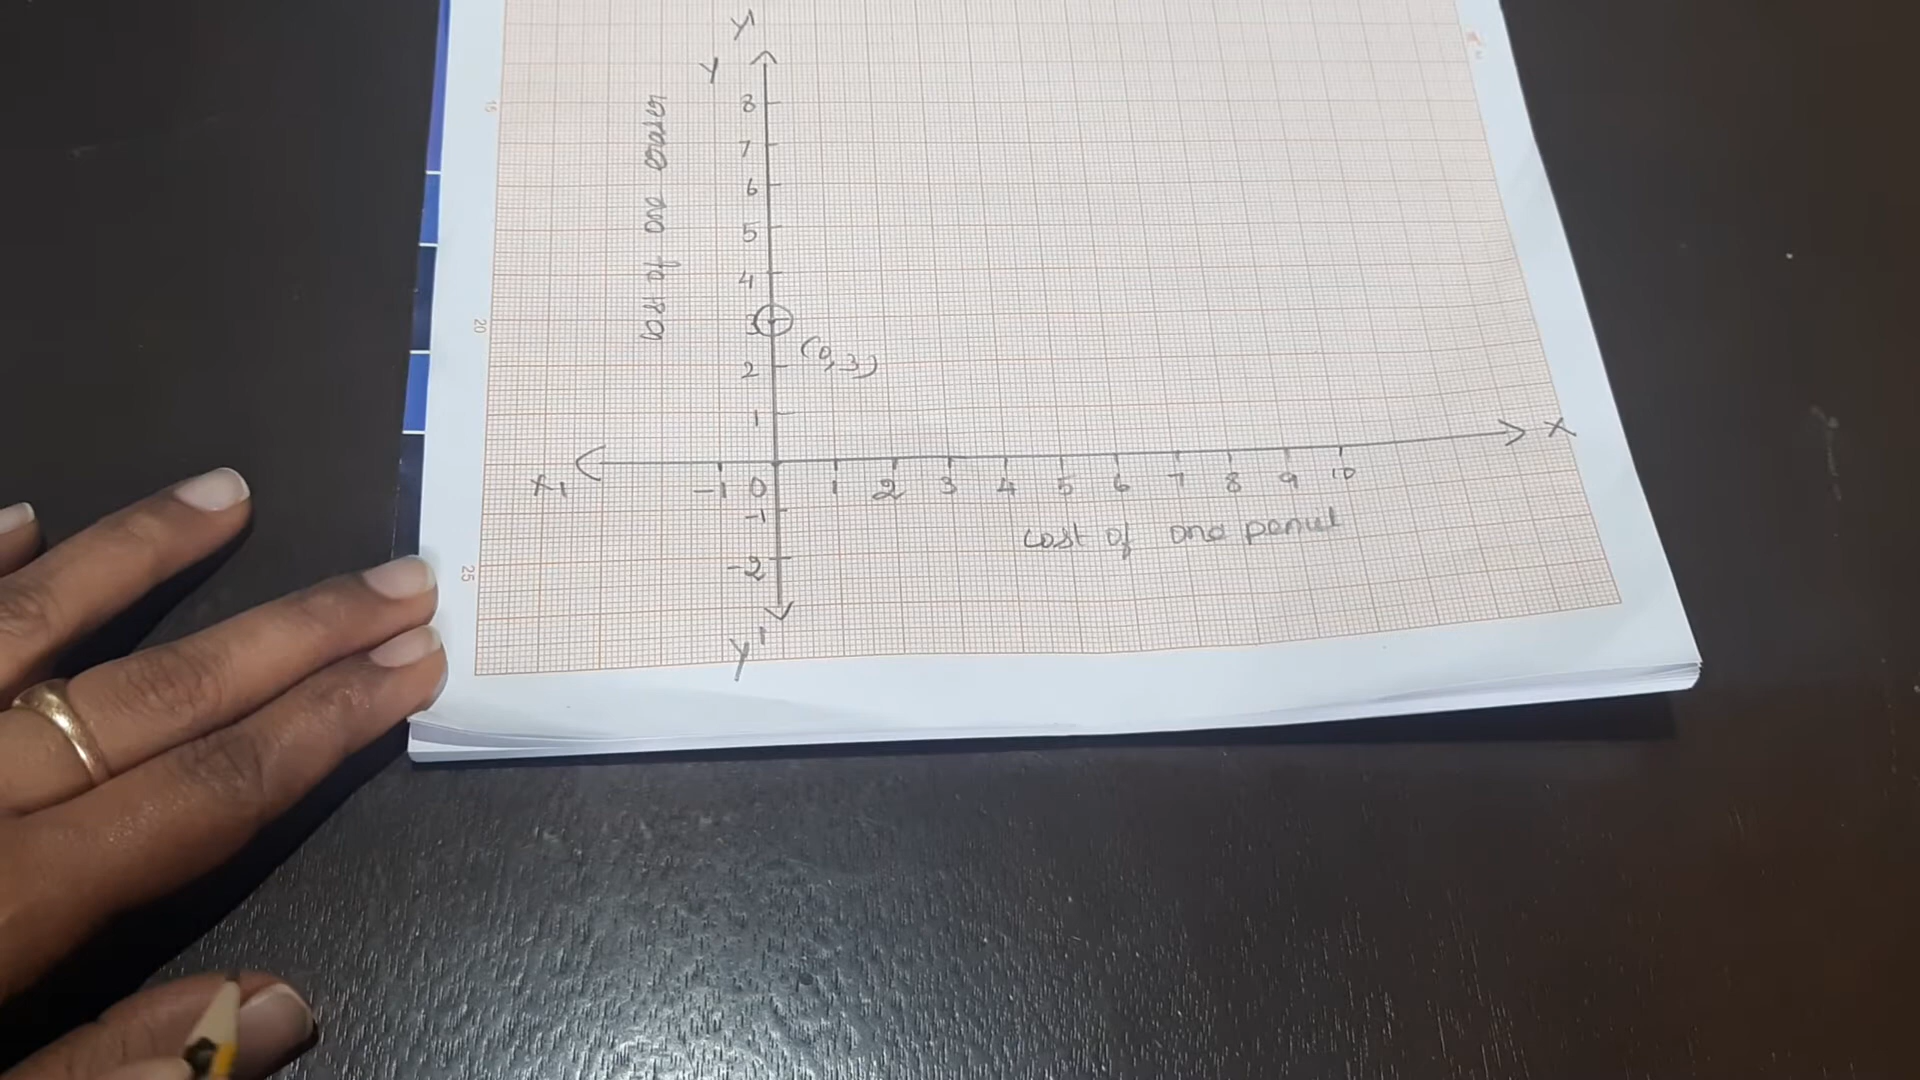 Y'
Y
8
7
6
5
4
3
2
1
cost of one eraser
(0,3)
X
X1
-1 0 1 2 3 4 5 6 7 8 9 10
-1
cost of one pencil
-2
Y'
15
20
25